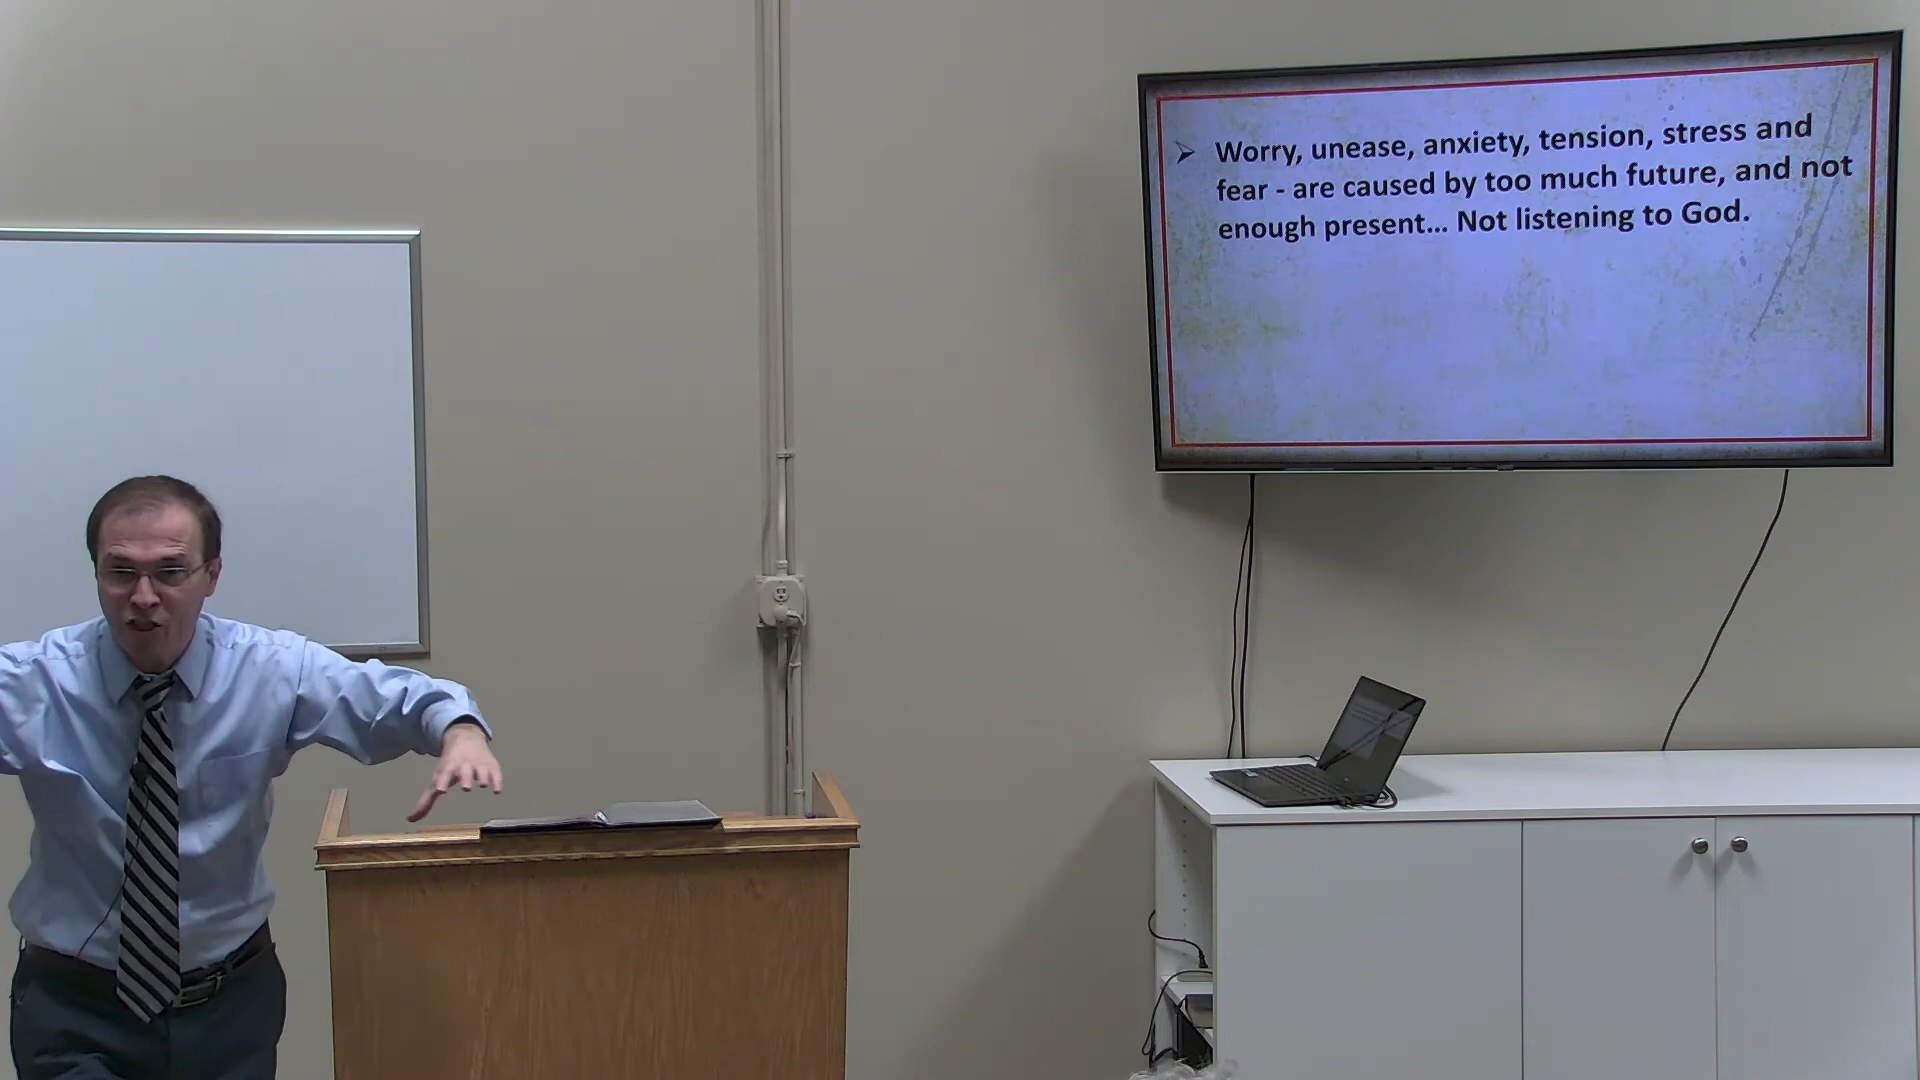 Worry, unease, anxiety, tension, stress and
fear - are caused by too much future, and not
enough present... Not listening to God.